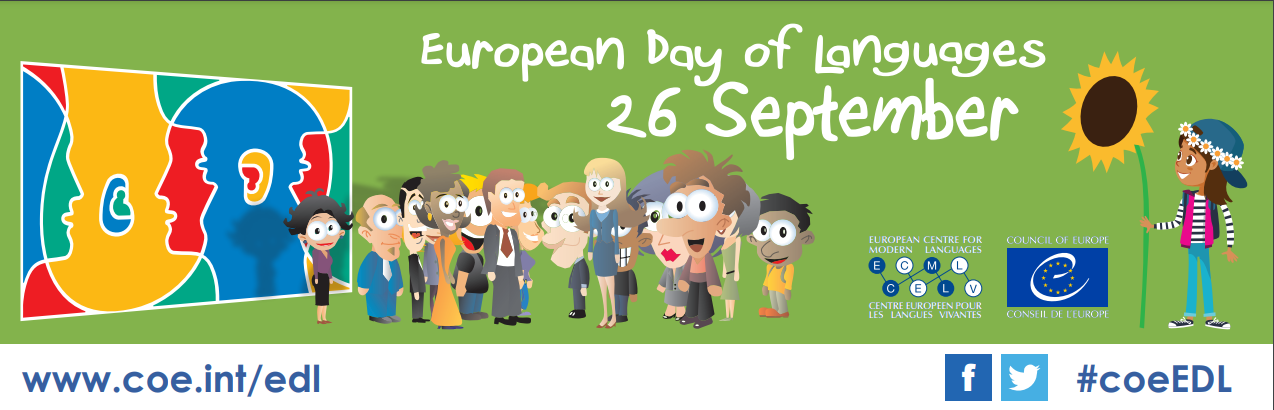 European Day of Languages
26 September
EUROPEAN CENTRE FOR
MODERN LANGUAGES
E C M L
C E L V
CENTRE EUROPEEN POUR
LES LANGUES VIVANTES
COUNCIL OF EUROPE
CONSEIL DE L'EUROPE
www.coe.int/edl
f
#coeEDL